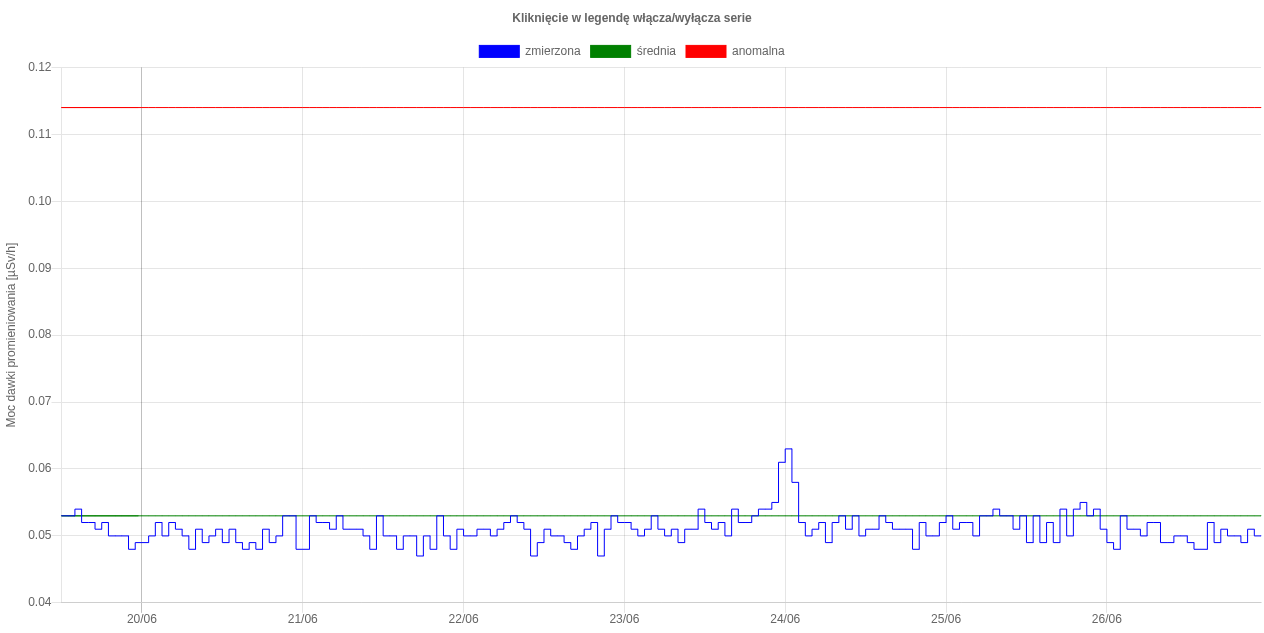 Kliknięcie w legendę włącza/wyłącza serie
zmierzona średnia anomalna
Moc dawki promieniowania [µSv/h]
0.12
0.11
0.10
0.09
0.08
0.07
0.06
0.05
0.04
20/06 21/06 22/06 23/06 24/06 25/06 26/06